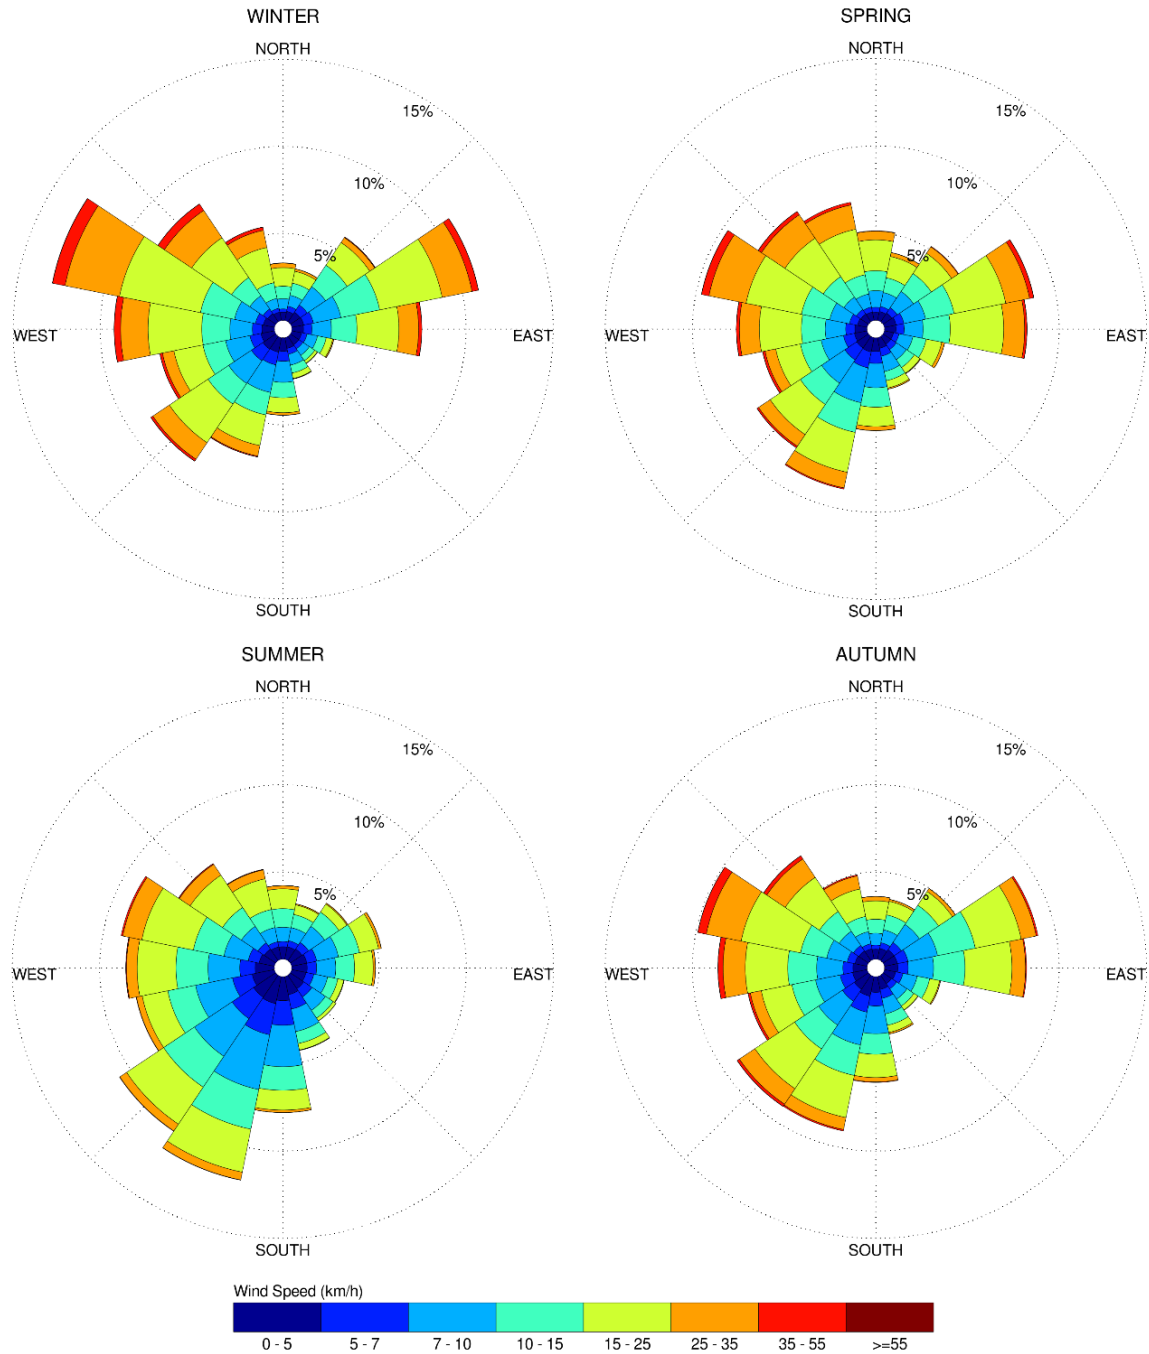 WINTER
NORTH
15%
10%
5%
WEST
EAST
SOUTH
SPRING
NORTH
15%
10%
5%
WEST
EAST
SOUTH
SUMMER
NORTH
15%
10%
5%
WEST
EAST
SOUTH
AUTUMN
NORTH
15%
10%
5%
WEST
EAST
SOUTH
Wind Speed (km/h)
0 - 5 5 - 7 7 - 10 10 - 15 15 - 25 25 - 35 35 - 55 >=55